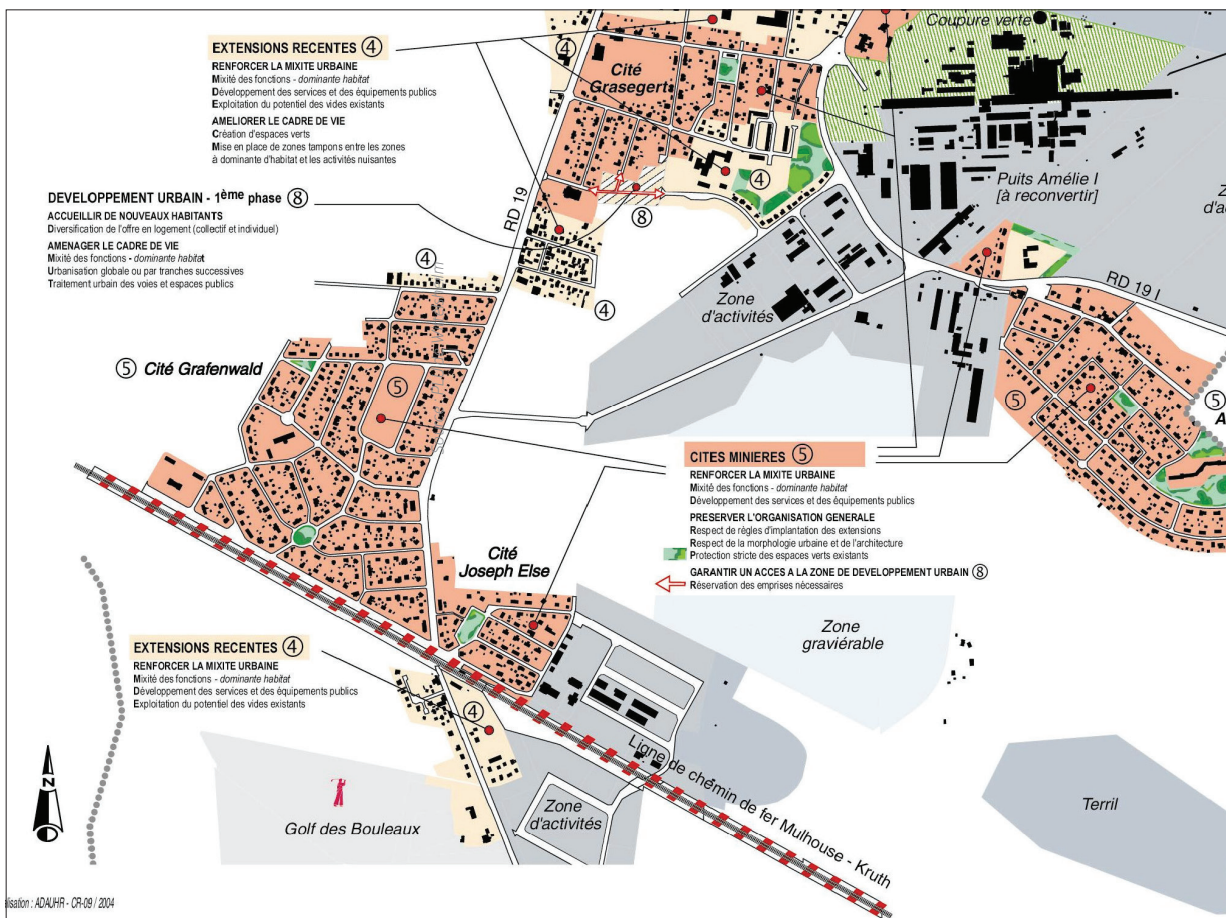 EXTENSIONS RECENTES ④
RENFORCER LA MIXITE URBAINE
Mixité des fonctions - dominante habitat
Développement des services et des équipements publics
Exploitation du potentiel des vides existants
AMELIORER LE CADRE DE VIE
Création d'espaces verts
Mise en place de zones tampons entre les zones
à dominante d'habitat et les activités nuisantes
④
Cité
Grasegert
Coupure verte
Puits Amélie I
[à reconvertir]
DEVELOPPEMENT URBAIN - 1ème phase ⑧
ACCUEILLIR DE NOUVEAUX HABITANTS
Diversification de l'offre en logement (collectif et individuel)
AMENAGER LE CADRE DE VIE
Mixité des fonctions - dominante habitat
Urbanisation globale ou par tranches successives
Traitement urbain des voies et espaces publics
RD 19
④
⑧
④
④
Zone
d'activités
RD 19 I
⑤ Cité Grafenwald
⑤
⑤
⑤
CITES MINIERES ⑤
RENFORCER LA MIXITE URBAINE
Mixité des fonctions - dominante habitat
Développement des services et des équipements publics
PRESERVER L'ORGANISATION GENERALE
Respect de règles d'implantation des extensions
Respect de la morphologie urbaine et de l'architecture
Protection stricte des espaces verts existants
GARANTIR UN ACCES A LA ZONE DE DEVELOPPEMENT URBAIN ⑧
Réservation des emprises nécessaires
Cité
Joseph Else
Zone
graviérable
EXTENSIONS RECENTES ④
RENFORCER LA MIXITE URBAINE
Mixité des fonctions - dominante habitat
Développement des services et des équipements publics
Exploitation du potentiel des vides existants
④
Ligne de chemin de fer Mulhouse - Kruth
N
Golf des Bouleaux
Zone
d'activités
Terril
ADAUHR - CR-09 / 2004